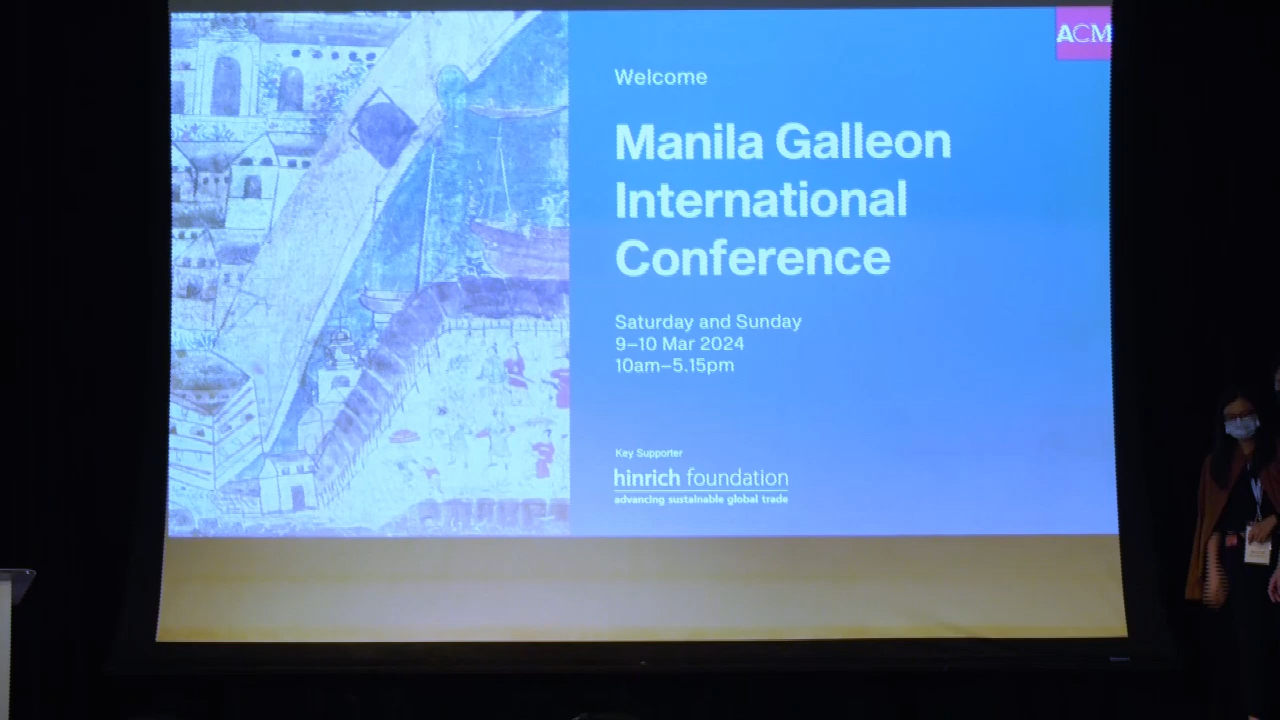 ACM
Welcome
Manila Galleon
International
Conference
Saturday and Sunday
9–10 Mar 2024
10am–5.15pm
Key Supporter
hinrich foundation
advancing sustainable global trade